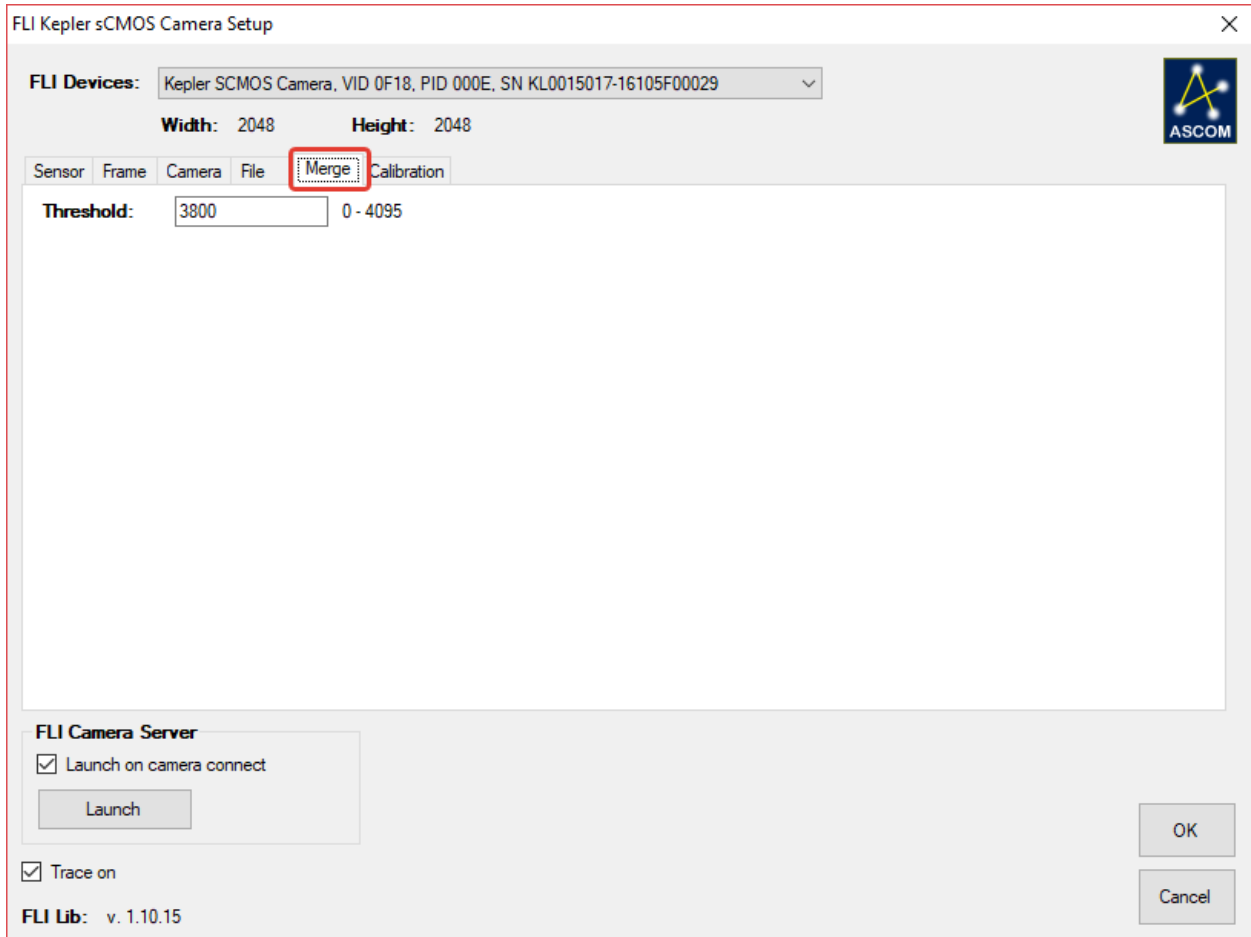 FLI Kepler sCMOS Camera Setup
FLI Devices: Kepler SCMOS Camera, VID 0F18, PID 000E, SN KL0015017-16105F00029
ASCOM
Width: 2048 Height: 2048
Sensor Frame Camera File Merge Calibration
Threshold: 3800 0 - 4095
FLI Camera Server
Launch on camera connect
Launch
OK
Trace on
Cancel
FLI Lib: v. 1.10.15